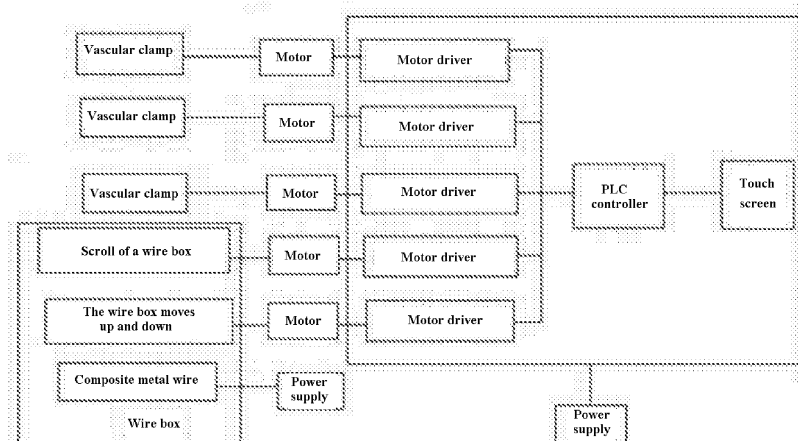 Vascular clamp
Motor
Motor driver
Vascular clamp
Motor
Motor driver
Vascular clamp
Motor
Motor driver
PLC
controller
Touch
screen
Scroll of a wire box
Motor
Motor driver
The wire box moves
up and down
Motor
Motor driver
Composite metal wire
Power
supply
Wire box
Power
supply